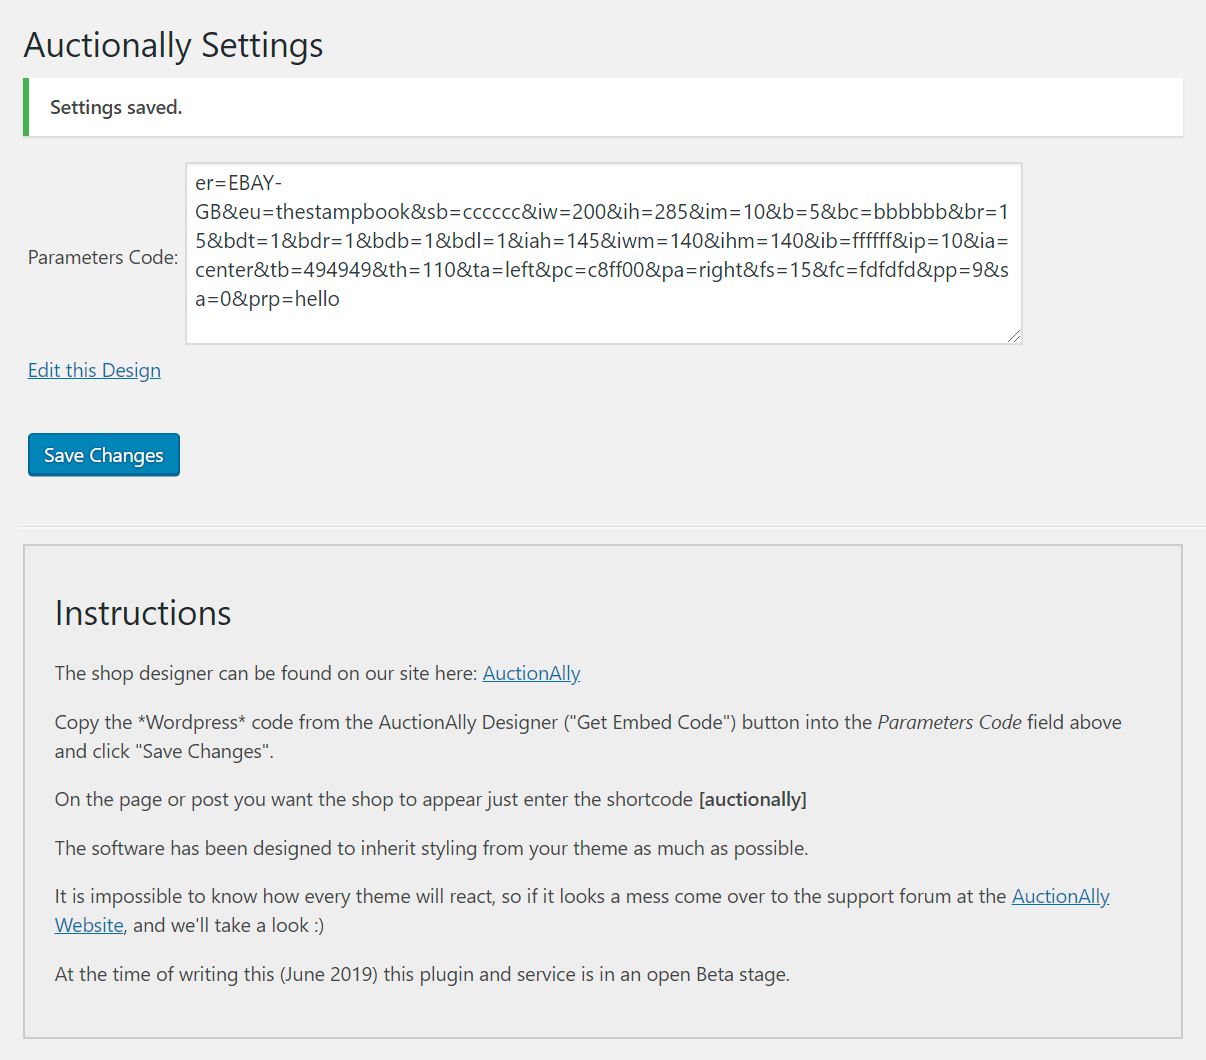 Auctionally Settings
Settings saved.
Parameters Code:
er=EBAY-
GB&eu=thestampbook&sb=cccccc&iw=200&ih=285&im=10&b=5&bc=bbbbbb&br=1
5&bdt=1&bdr=1&bdb=1&bdl=1&iah=145&iwm=140&ihm=140&ib=ffffff&ip=10&ia=
center&tb=494949&th=110&ta=left&pc=c8ff00&pa=right&fs=15&fc=fdfdfd&pp=9&s
a=0&prp=hello
Edit this Design
Save Changes
Instructions
The shop designer can be found on our site here: AuctionAlly
Copy the *Wordpress* code from the AuctionAlly Designer ("Get Embed Code") button into the Parameters Code field above
and click "Save Changes".
On the page or post you want the shop to appear just enter the shortcode [auctionally]
The software has been designed to inherit styling from your theme as much as possible.
It is impossible to know how every theme will react, so if it looks a mess come over to the support forum at the AuctionAlly
Website, and we'll take a look :)
At the time of writing this (June 2019) this plugin and service is in an open Beta stage.